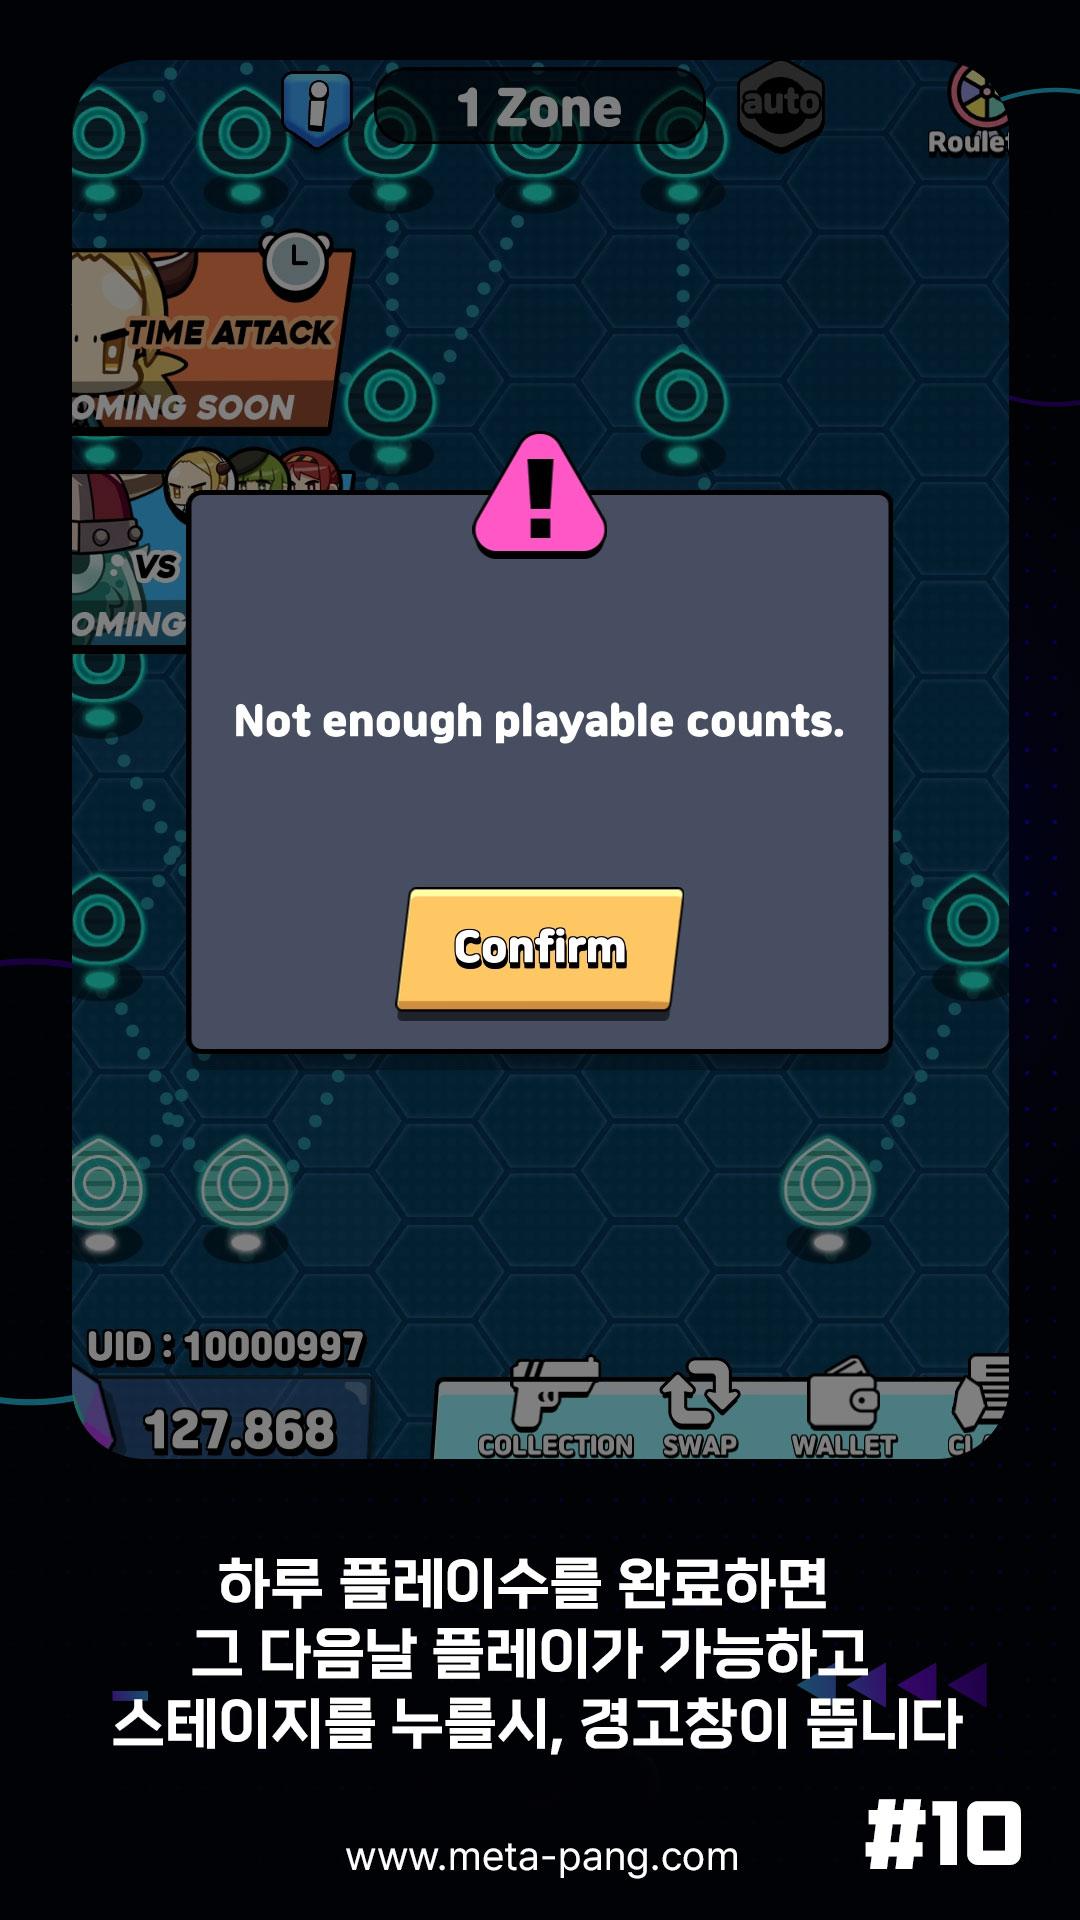 1 Zone
auto
TIME ATTACK
OMING SOON
VS
OMING
Not enough playable counts.
Confirm
UID : 10000997
127.868
COLLECTION
SWAP
WALLET
하루 플레이수를 완료하면
그 다음날 플레이가 가능하고
스테이지를 누를시, 경고창이 뜹니다
#10
www.meta-pang.com